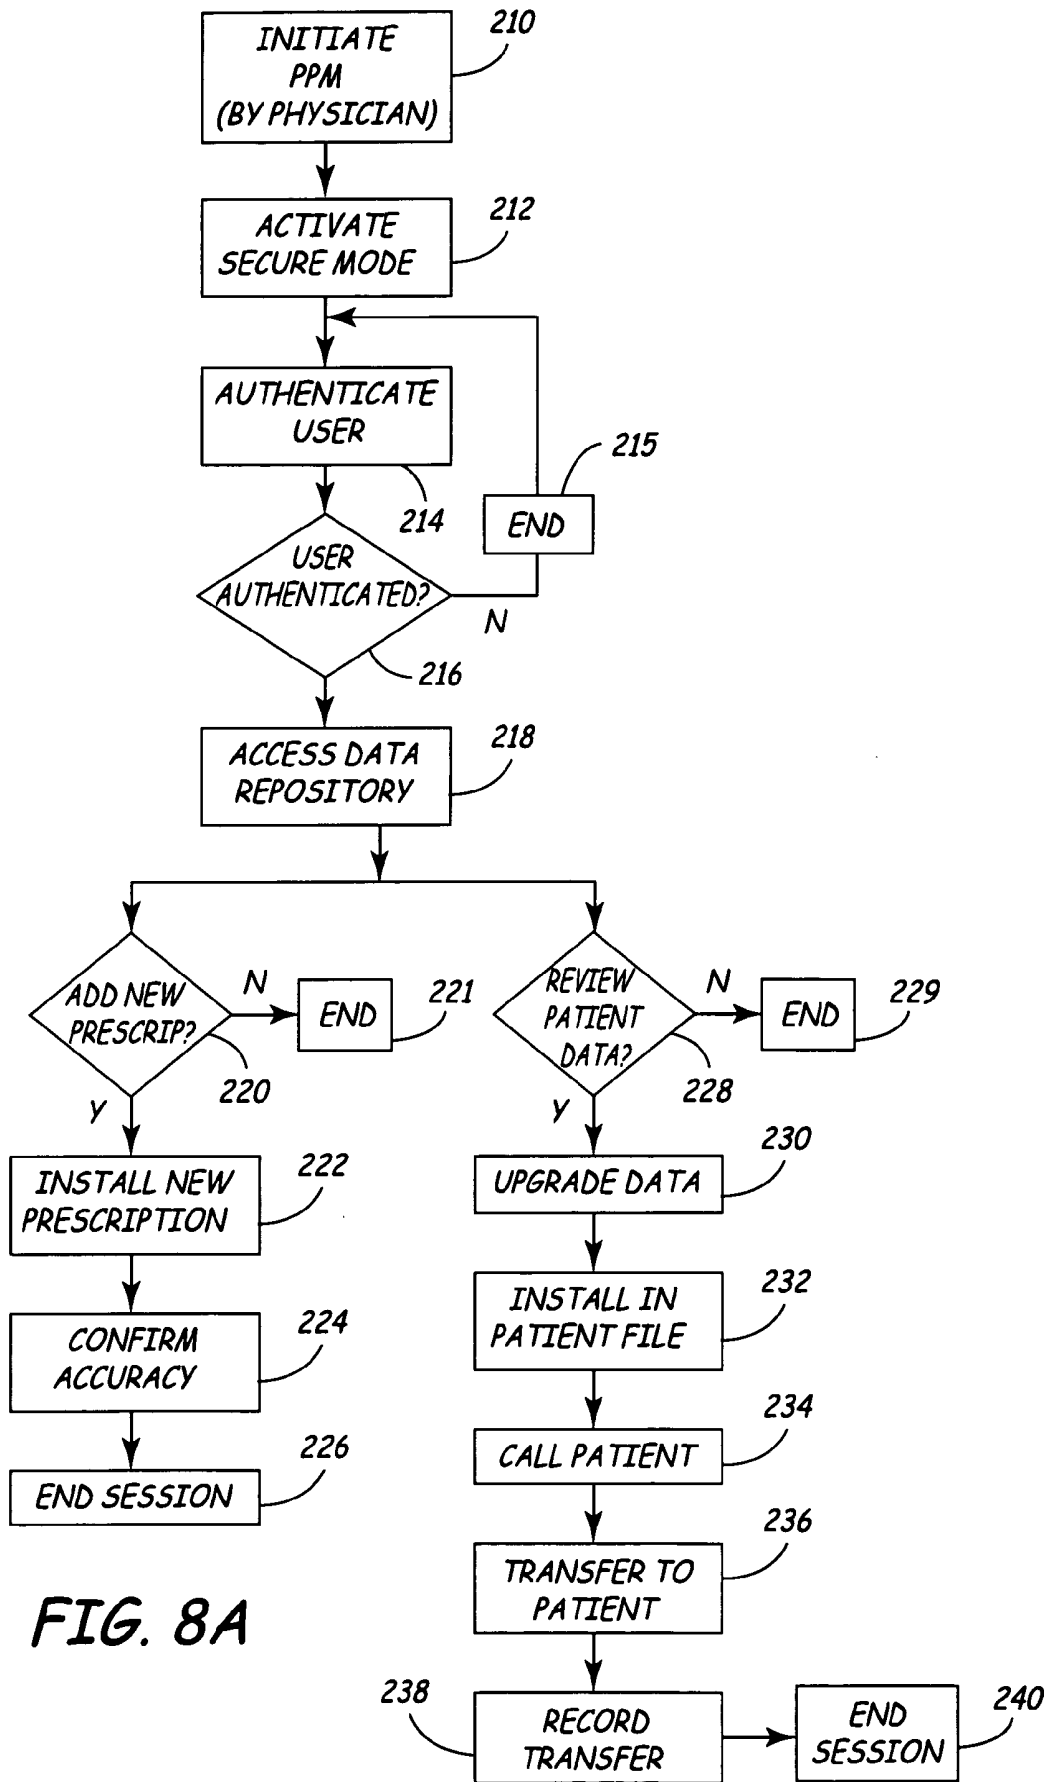 INITIATE
PPM
(BY PHYSICIAN)
210
ACTIVATE
SECURE MODE
212
AUTHENTICATE
USER
214
215
END
USER
AUTHENTICATED?
N
216
ACCESS DATA
REPOSITORY
218
ADD NEW
PRESCRIP?
220
N
END
221
REVIEW
PATIENT
DATA?
228
N
END
229
Y
INSTALL NEW
PRESCRIPTION
222
CONFIRM
ACCURACY
224
END SESSION
226
Y
UPGRADE DATA
230
INSTALL IN
PATIENT FILE
232
CALL PATIENT
234
TRANSFER TO
PATIENT
236
RECORD
TRANSFER
238
END
SESSION
240
FIG. 8A